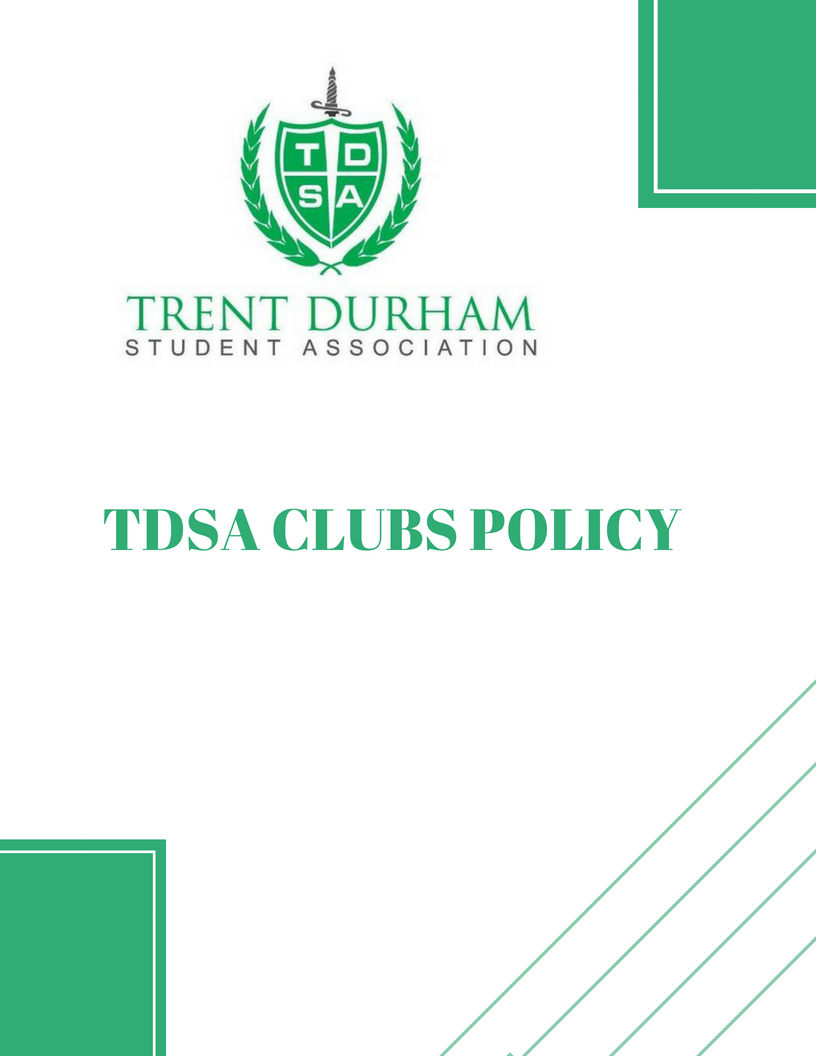 T D
S A
TRENT DURHAM
STUDENT ASSOCIATION
TDSA CLUBS POLICY